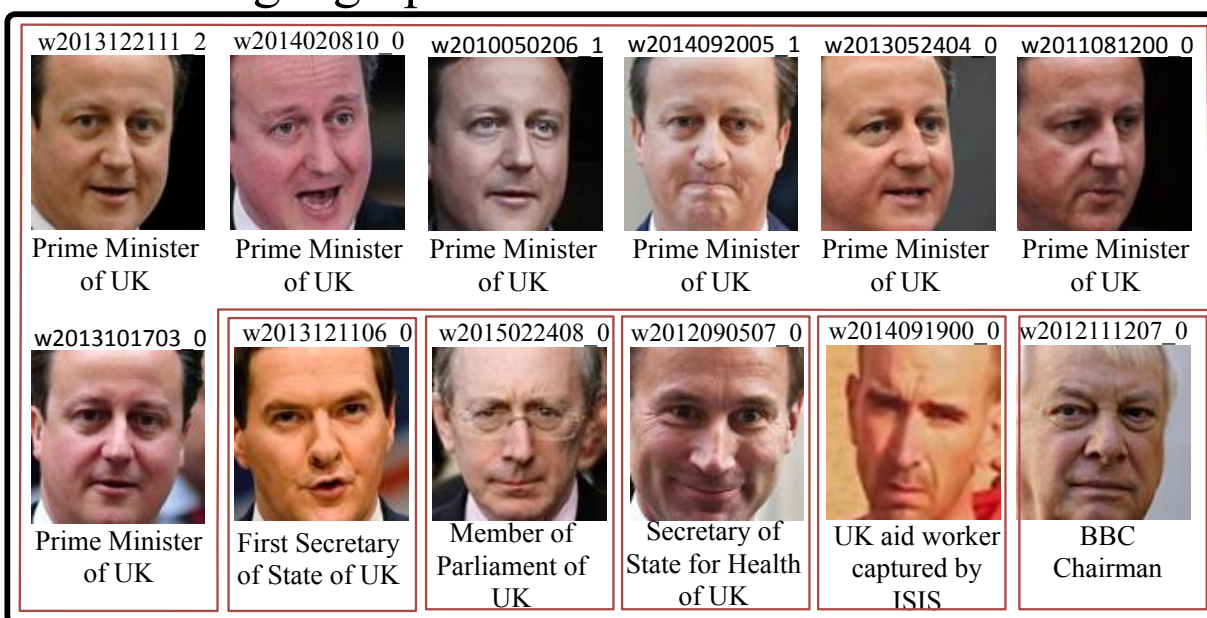 w2013122111_2 w2014020810_0 w2010050206_1 w2014092005_1 w2013052404_0 w2011081200_0
Prime Minister of UK
Prime Minister of UK
Prime Minister of UK
Prime Minister of UK
Prime Minister of UK
Prime Minister of UK
w2013101703_0 w2013121106_0 w2015022408_0 w2012090507_0 w2014091900_0 w2012111207_0
Prime Minister of UK
First Secretary of State of UK
Member of Parliament of UK
Secretary of State for Health of UK
UK aid worker captured by ISIS
BBC Chairman